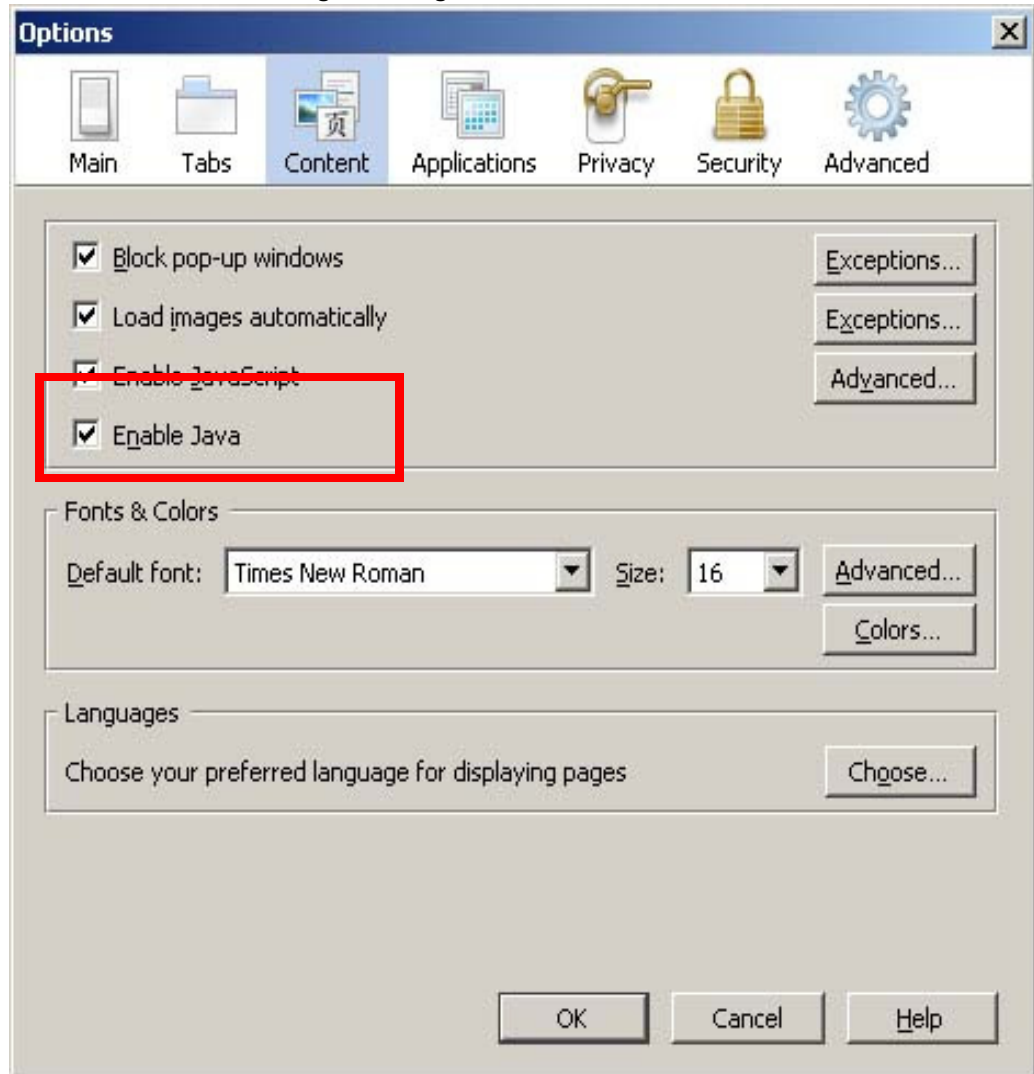 Options
页
Main Tabs Content Applications Privacy Security Advanced
Block pop-up windows Exceptions...
Load images automatically Exceptions...
Enable JavaScript Advanced...
Enable Java
Fonts & Colors
Default font: Times New Roman Size: 16 Advanced...
Colors...
Languages
Choose your preferred language for displaying pages Choose...
OK Cancel Help